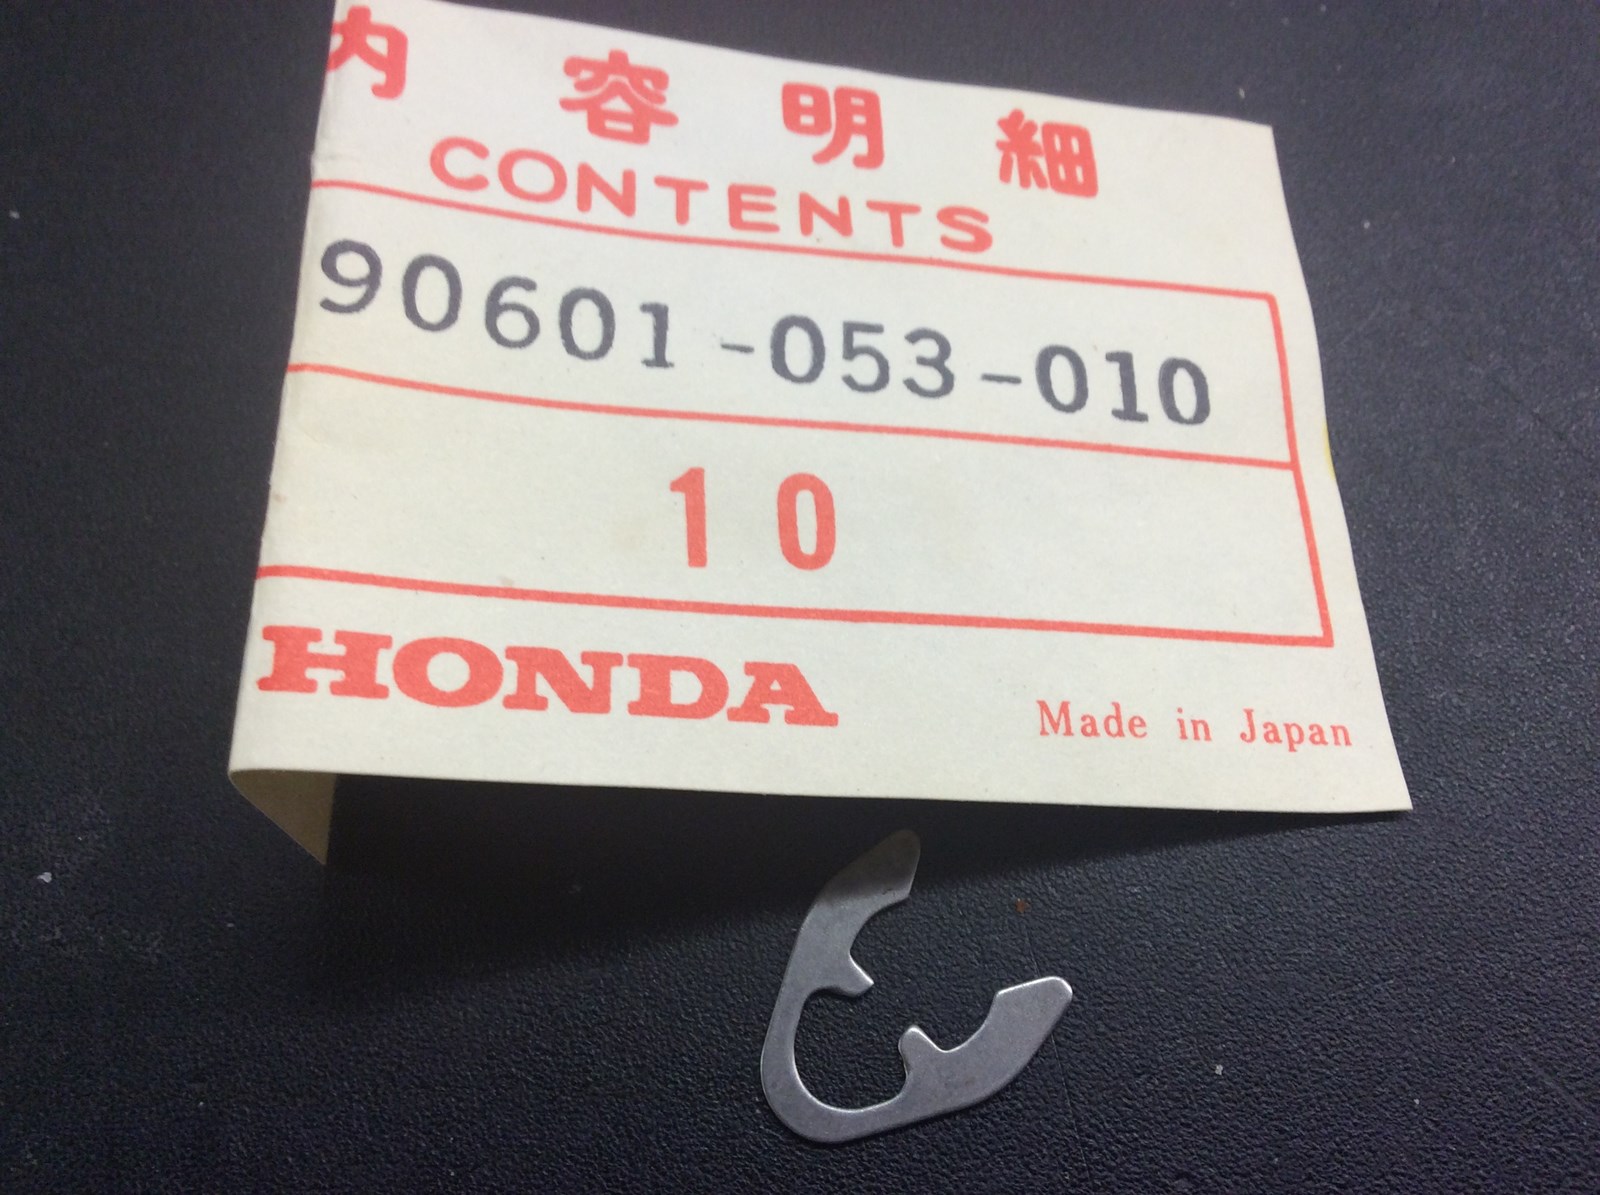 内容明細
CONTENTS
90601-053-010
10
HONDA
Made in Japan